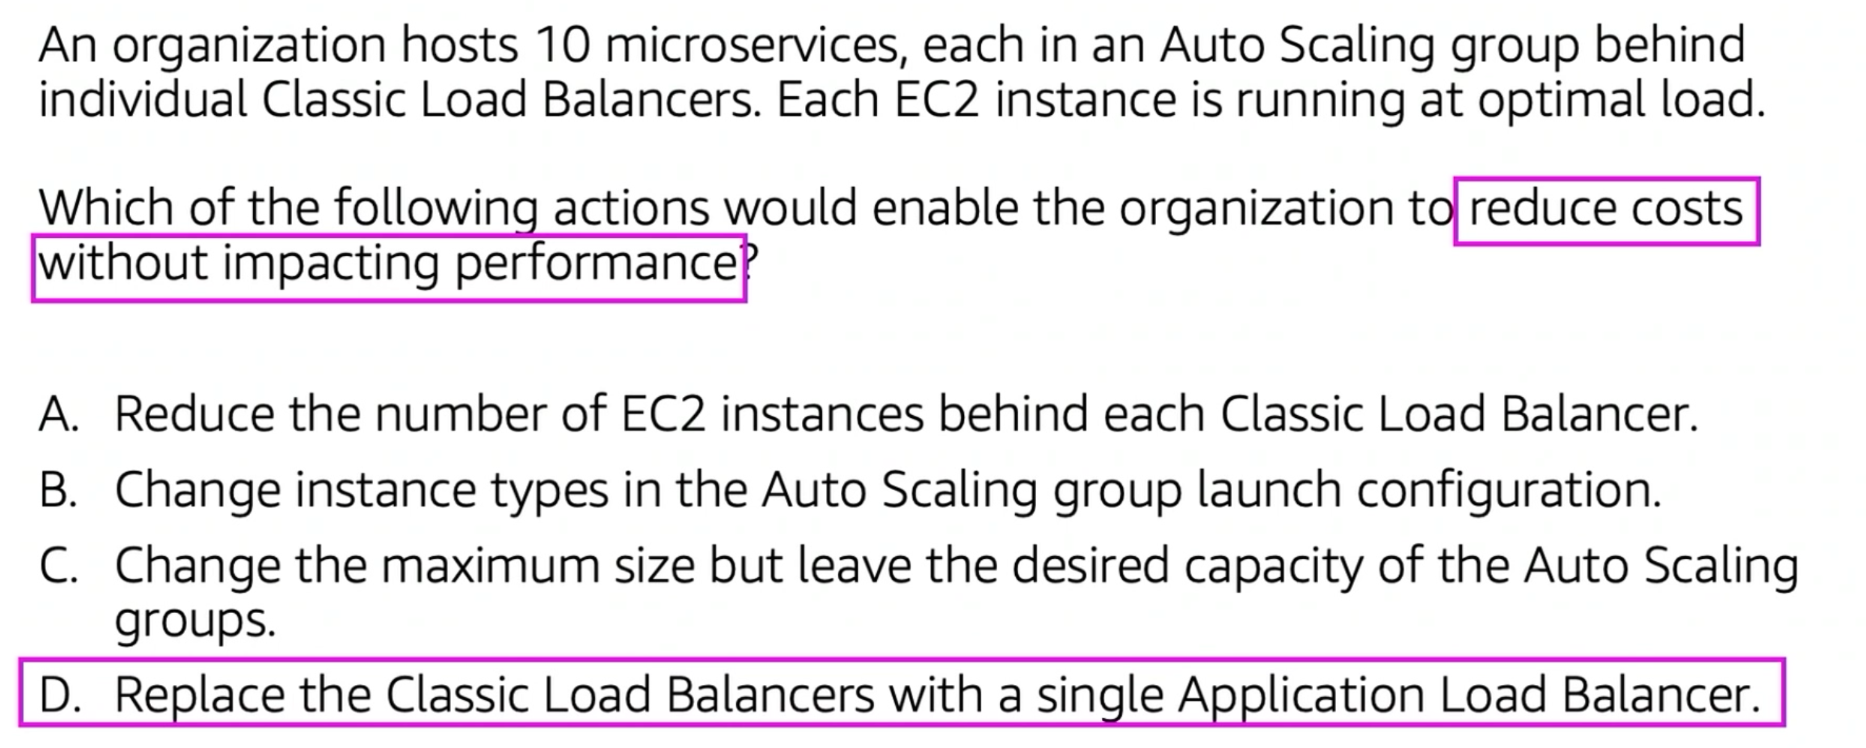 An organization hosts 10 microservices, each in an Auto Scaling group behind
individual Classic Load Balancers. Each EC2 instance is running at optimal load.
Which of the following actions would enable the organization to reduce costs
without impacting performance?
A. Reduce the number of EC2 instances behind each Classic Load Balancer.
B. Change instance types in the Auto Scaling group launch configuration.
C. Change the maximum size but leave the desired capacity of the Auto Scaling
groups.
D. Replace the Classic Load Balancers with a single Application Load Balancer.